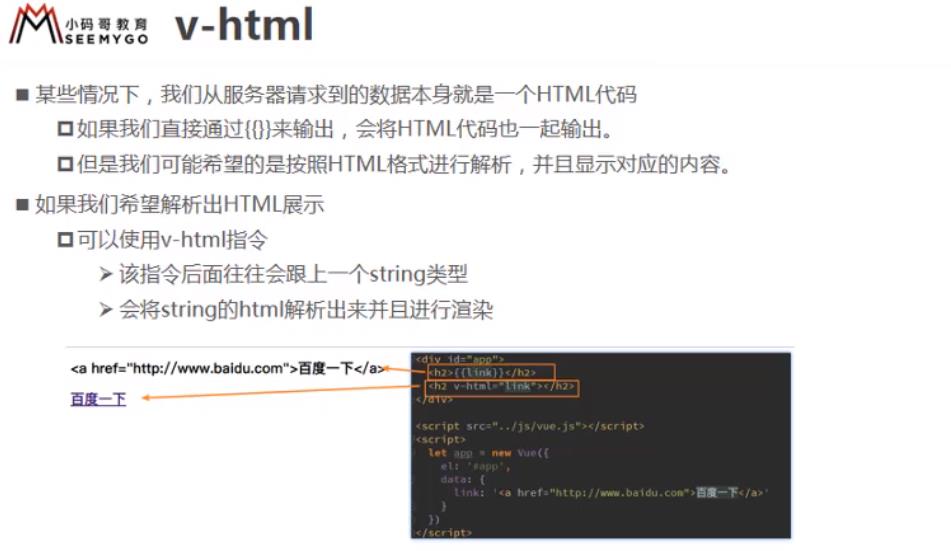 小码哥教育
SEEMYGO
v-html
■ 某些情况下，我们从服务器请求到的数据本身就是一个HTML代码
如果我们直接通过{{}}来输出，会将HTML代码也一起输出。
但是我们可能希望的是按照HTML格式进行解析，并且显示对应的内容。
■ 如果我们希望解析出HTML展示
可以使用v-html指令
➢ 该指令后面往往会跟上一个string类型
➢ 会将string的html解析出来并且进行渲染
<a href="http://www.baidu.com">百度一下</a>
百度一下
<div id="app">
<h2>{{link}}</h2>
<h2 v-html="link"></h2>
</div>
<script src="../js/vue.js"></script>
<script>
let app = new Vue({
el: '#app',
data: {
link: '<a href="http://www.baidu.com">百度一下</a>'
}
})
</script>